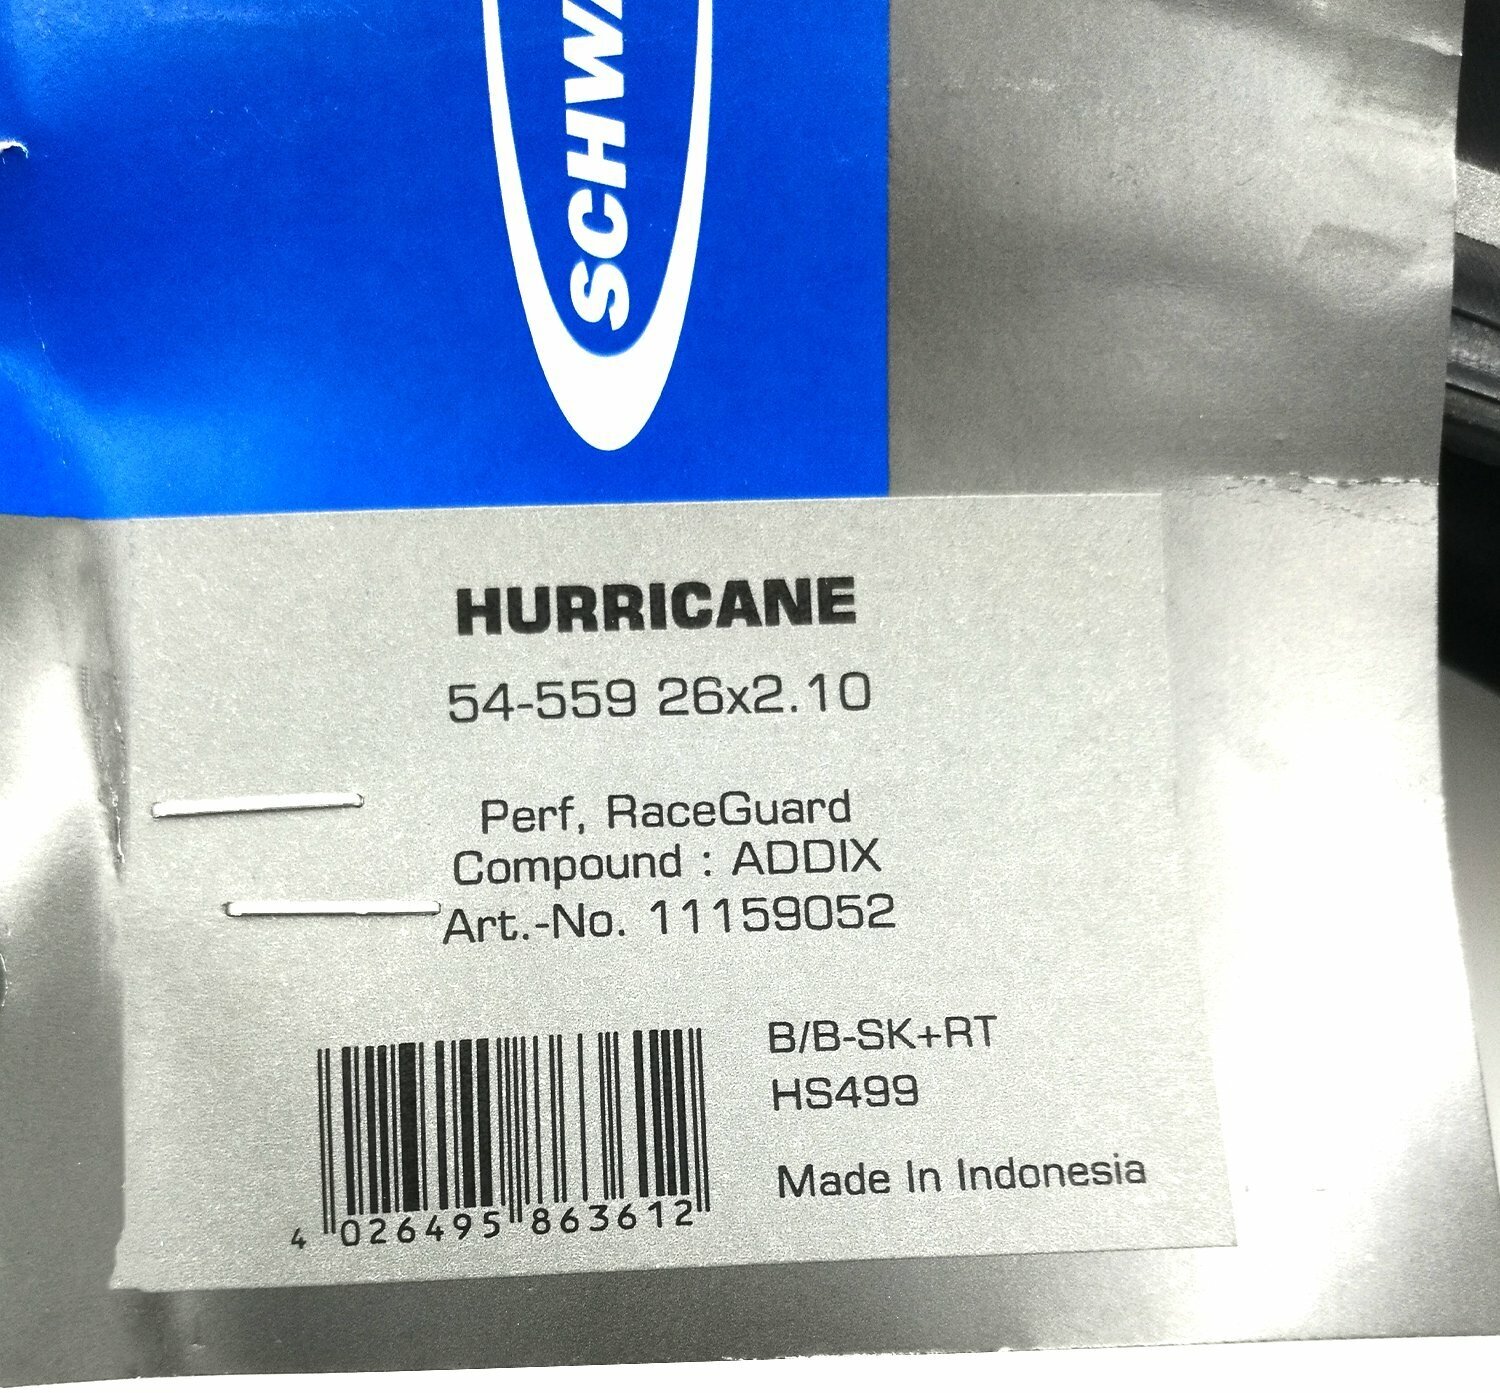 HURRICANE
54-559 26x2.10
Perf, RaceGuard
Compound : ADDIX
Art.-No. 11159052
B/B-SK+RT
HS499
Made In Indonesia
4 026495 863612